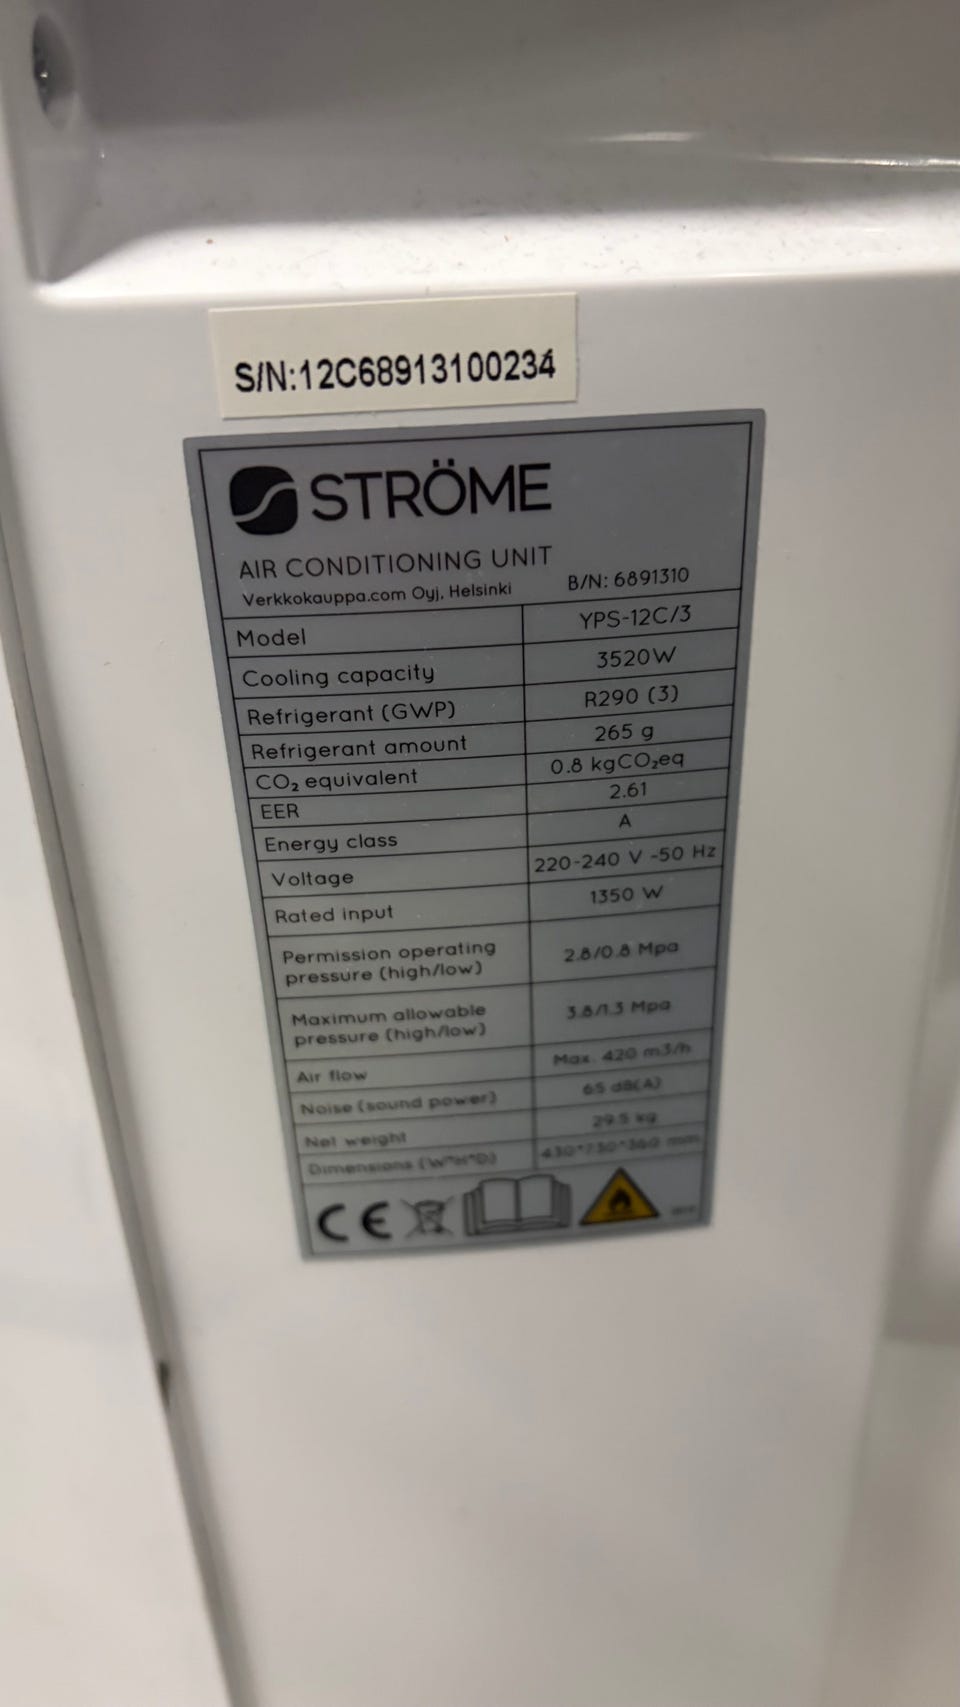 S/N:12C68913100234
STRÖME
AIR CONDITIONING UNIT
Verkkokauppa.com Oyj, Helsinki B/N: 6891310
Model YPS-12C/3
Cooling capacity 3520W
Refrigerant (GWP) R290 (3)
Refrigerant amount 265 g
CO₂ equivalent 0.8 kgCO₂eq
EER 2.61
Energy class A
Voltage 220-240 V ~50 Hz
Rated input 1350 W
Permission operating
pressure (high/low) 2.8/0.8 Mpa
Maximum allowable
pressure (high/low) 3.8/1.3 Mpa
Air flow Max. 420 m3/h
Noise (sound power) 65 dB(A)
Net weight 29.5 kg
Dimensions (W*H*D) 430*730*360 mm
CE